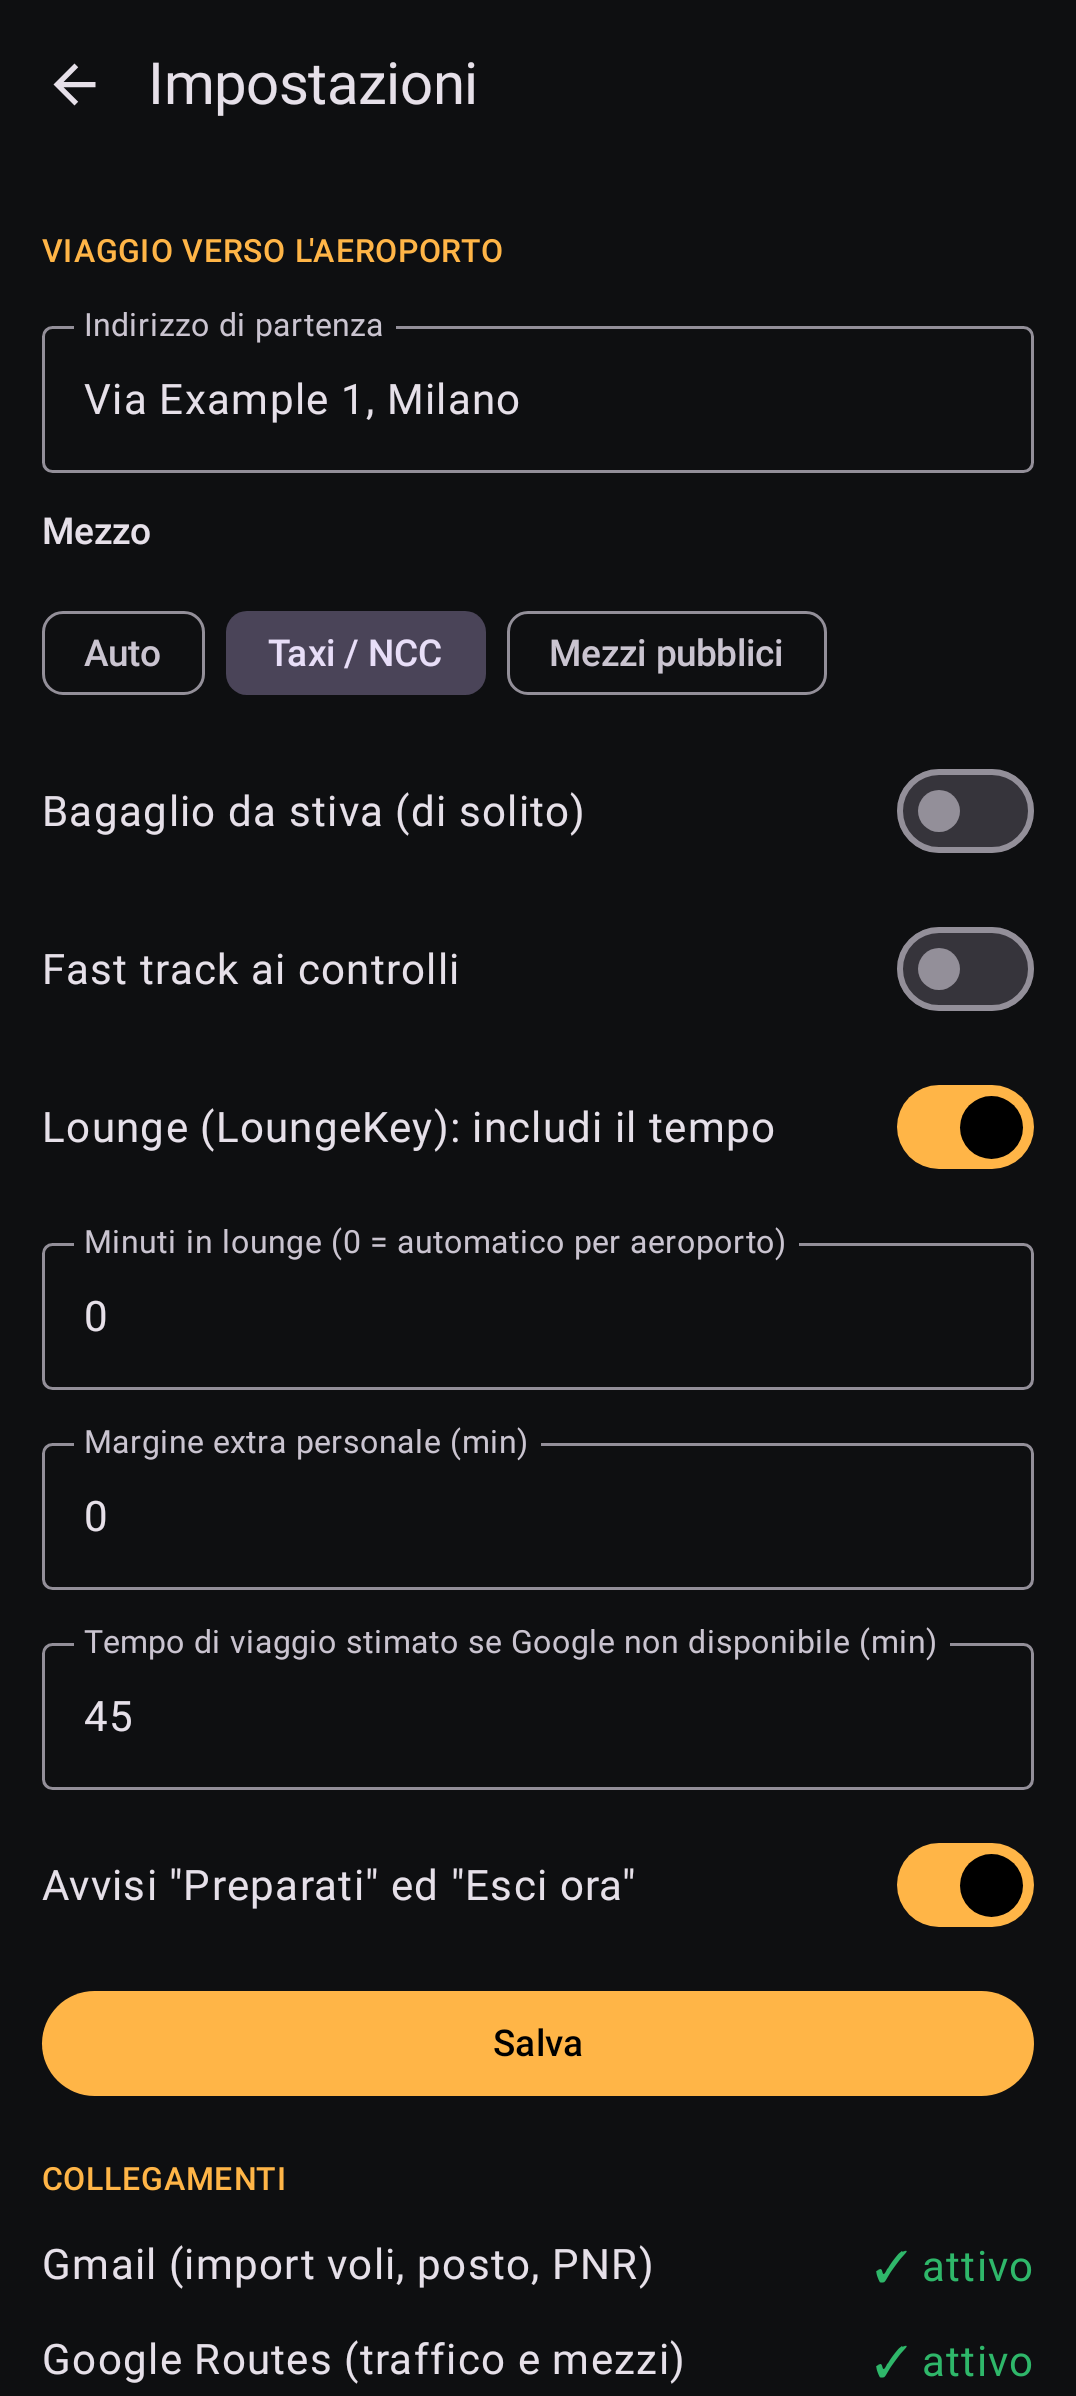 Impostazioni
VIAGGIO VERSO L'AEROPORTO
Indirizzo di partenza
Via Example 1, Milano
Mezzo
Auto
Taxi / NCC
Mezzi pubblici
Bagaglio da stiva (di solito)
Fast track ai controlli
Lounge (LoungeKey): includi il tempo
Minuti in lounge (0 = automatico per aeroporto)
0
Margine extra personale (min)
0
Tempo di viaggio stimato se Google non disponibile (min)
45
Avvisi "Preparati" ed "Esci ora"
Salva
COLLEGAMENTI
Gmail (import voli, posto, PNR) ✓ attivo
Google Routes (traffico e mezzi) ✓ attivo